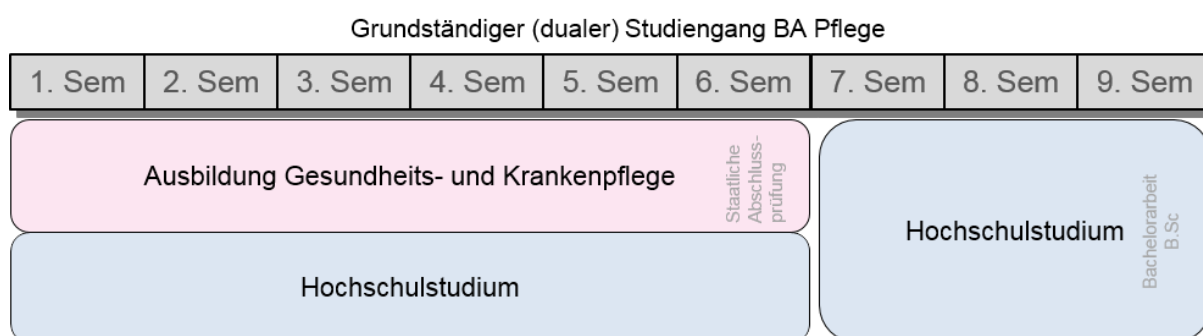 Grundständiger (dualer) Studiengang BA Pflege
1. Sem 2. Sem 3. Sem 4. Sem 5. Sem 6. Sem 7. Sem 8. Sem 9. Sem
Ausbildung Gesundheits- und Krankenpflege
Staatliche
Abschluss-
prüfung
Hochschulstudium
Hochschulstudium
Bachelorarbeit
B.Sc